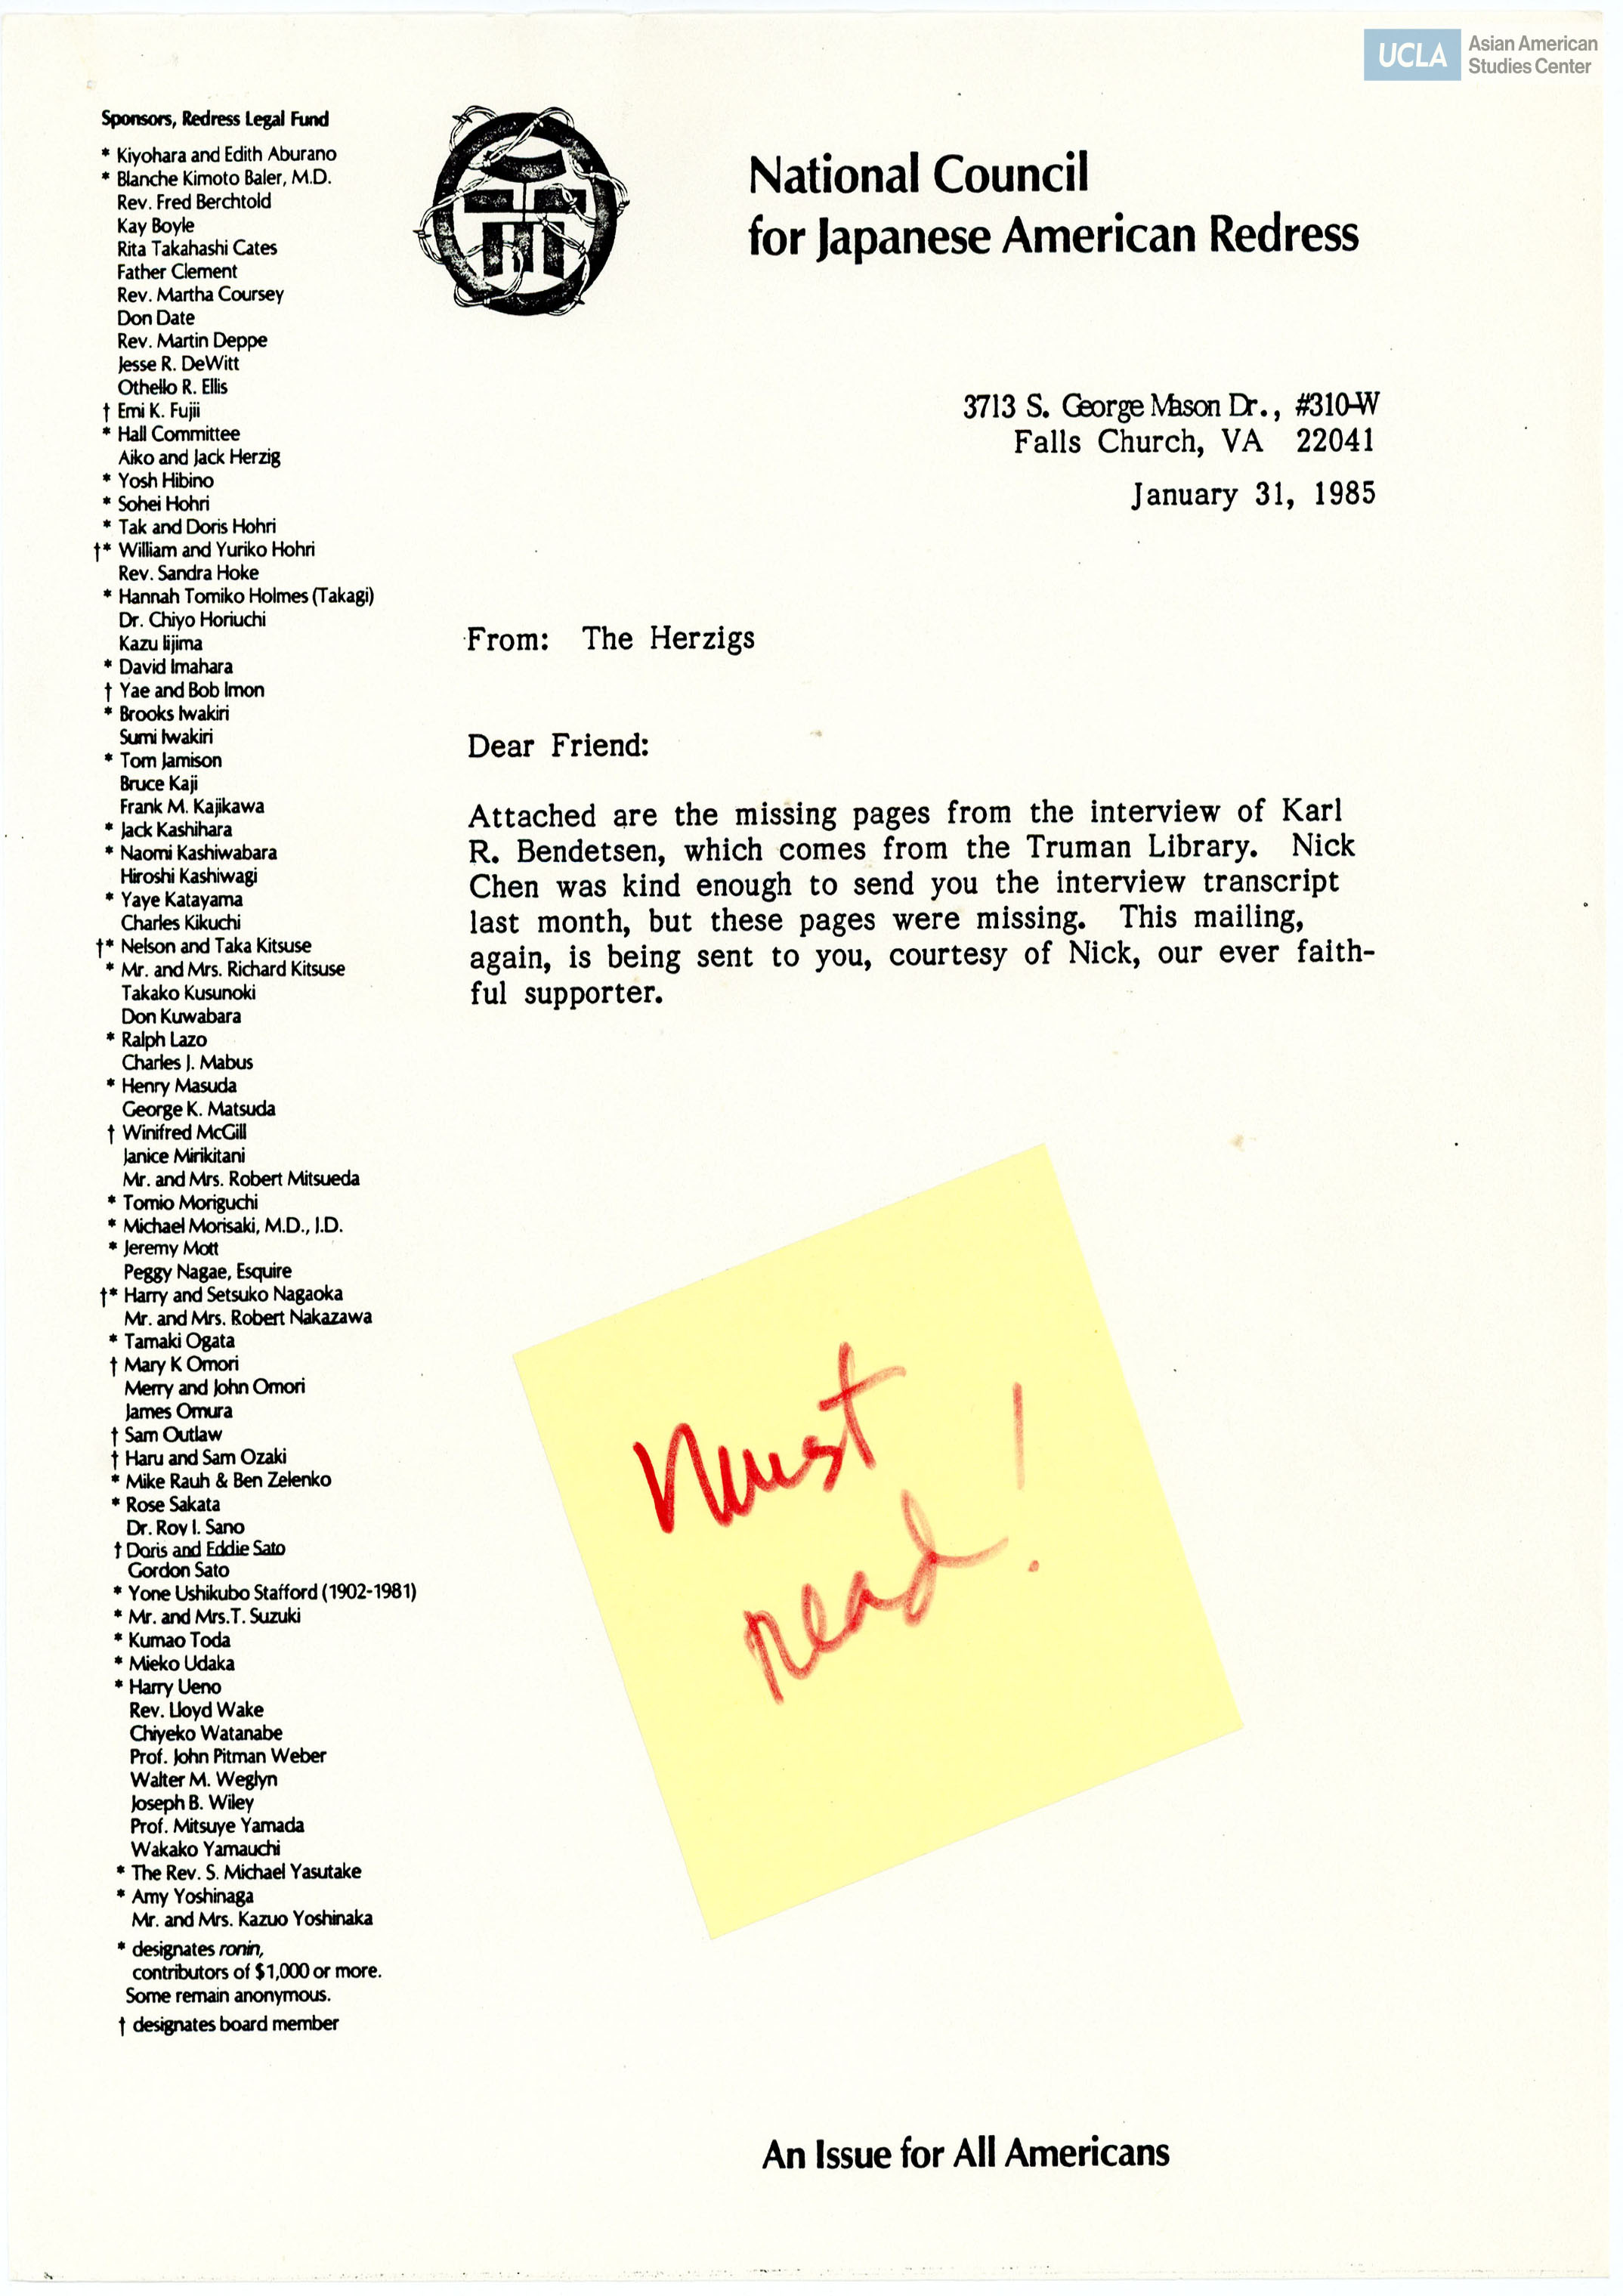 UCLA Asian American
Studies Center
Sponsors, Redress Legal Fund
* Kiyohara and Edith Aburano
* Blanche Kimoto Baler, M.D.
Rev. Fred Berchtold
Kay Boyle
Rita Takahashi Cates
Father Clement
Rev. Martha Coursey
Don Date
Rev. Martin Deppe
Jesse R. DeWitt
Othello R. Ellis
† Emi K. Fujii
* Hall Committee
Aiko and Jack Herzig
* Yosh Hibino
* Sohei Hohri
* Tak and Doris Hohri
†* William and Yuriko Hohri
Rev. Sandra Hoke
* Hannah Tomiko Holmes (Takagi)
Dr. Chiyo Horiuchi
Kazu Iijima
* David Imahara
† Yae and Bob Imon
* Brooks Iwakiri
Sumi Iwakiri
* Tom Jamison
Bruce Kaji
Frank M. Kajikawa
* Jack Kashihara
* Naomi Kashiwabara
Hiroshi Kashiwagi
* Yaye Katayama
Charles Kikuchi
†* Nelson and Taka Kitsuse
* Mr. and Mrs. Richard Kitsuse
Takako Kusunoki
Don Kuwabara
* Ralph Lazo
Charles J. Mabus
* Henry Masuda
George K. Matsuda
† Winifred McGill
Janice Mirikitani
Mr. and Mrs. Robert Mitsueda
* Tomio Moriguchi
* Michael Morisaki, M.D., J.D.
* Jeremy Mott
Peggy Nagae, Esquire
†* Harry and Setsuko Nagaoka
Mr. and Mrs. Robert Nakazawa
* Tamaki Ogata
† Mary K Omori
Merry and John Omori
James Omura
† Sam Outlaw
† Haru and Sam Ozaki
* Mike Rauh & Ben Zelenko
* Rose Sakata
Dr. Roy I. Sano
† Doris and Eddie Sato
Gordon Sato
* Yone Ushikubo Stafford (1902-1981)
* Mr. and Mrs.T. Suzuki
* Kumao Toda
* Mieko Udaka
* Harry Ueno
Rev. Lloyd Wake
Chiyeko Watanabe
Prof. John Pitman Weber
Walter M. Weglyn
Joseph B. Wiley
Prof. Mitsuye Yamada
Wakako Yamauchi
* The Rev. S. Michael Yasutake
* Amy Yoshinaga
Mr. and Mrs. Kazuo Yoshinaka
* designates ronin,
contributors of $1,000 or more.
Some remain anonymous.
† designates board member
National Council
for Japanese American Redress
3713 S. George Mason Dr., #310-W
Falls Church, VA 22041
January 31, 1985
From: The Herzigs
Dear Friend:
Attached are the missing pages from the interview of Karl
R. Bendetsen, which comes from the Truman Library. Nick
Chen was kind enough to send you the interview transcript
last month, but these pages were missing. This mailing,
again, is being sent to you, courtesy of Nick, our ever faith-
ful supporter.
Must
read!
An Issue for All Americans